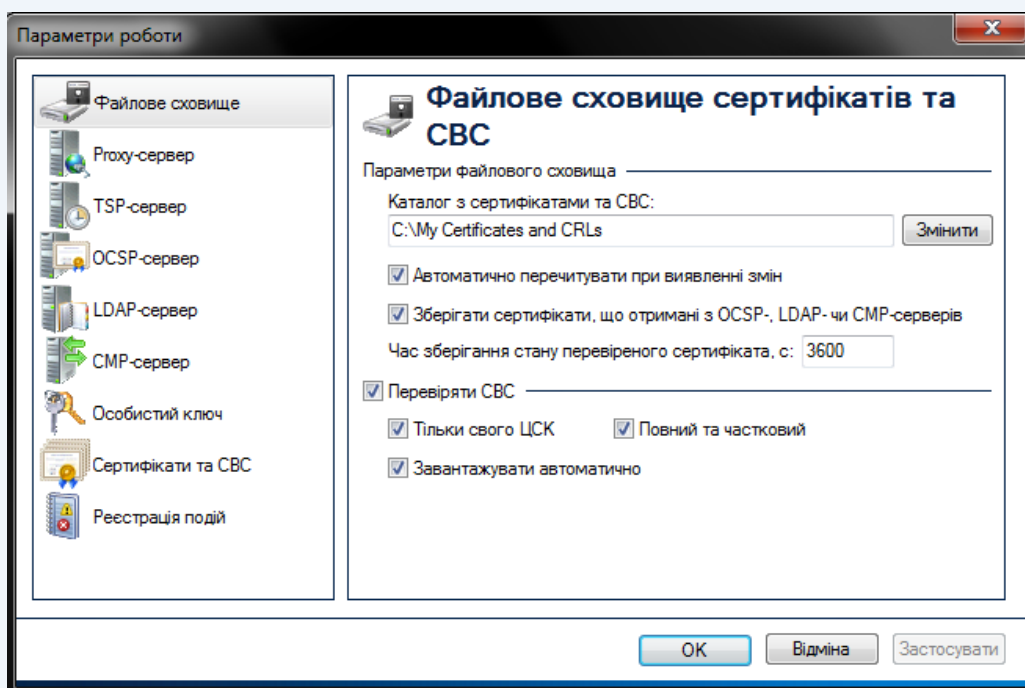 Параметри роботи
Файлове сховище
Proxy-сервер
TSP-сервер
OCSP-сервер
LDAP-сервер
CMP-сервер
Особистий ключ
Сертифікати та СВС
Реєстрація подій
Файлове сховище сертифікатів та
СВС
Параметри файлового сховища
Каталог з сертифікатами та СВС:
C:\My Certificates and CRLs
Змінити
Автоматично перечитувати при виявленні змін
Зберігати сертифікати, що отримані з OCSP-, LDAP- чи CMP-серверів
Час зберігання стану перевіреного сертифіката, с: 3600
Перевіряти СВС
Тільки свого ЦСК Повний та частковий
Завантажувати автоматично
OK Відміна Застосувати